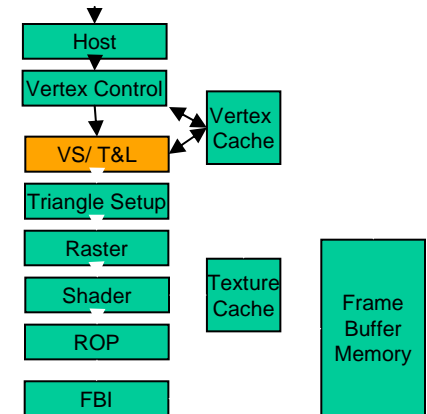 Host
Vertex Control
Vertex
Cache
VS/ T&L
Triangle Setup
Raster
Shader
Texture
Cache
ROP
Frame
Buffer
Memory
FBI